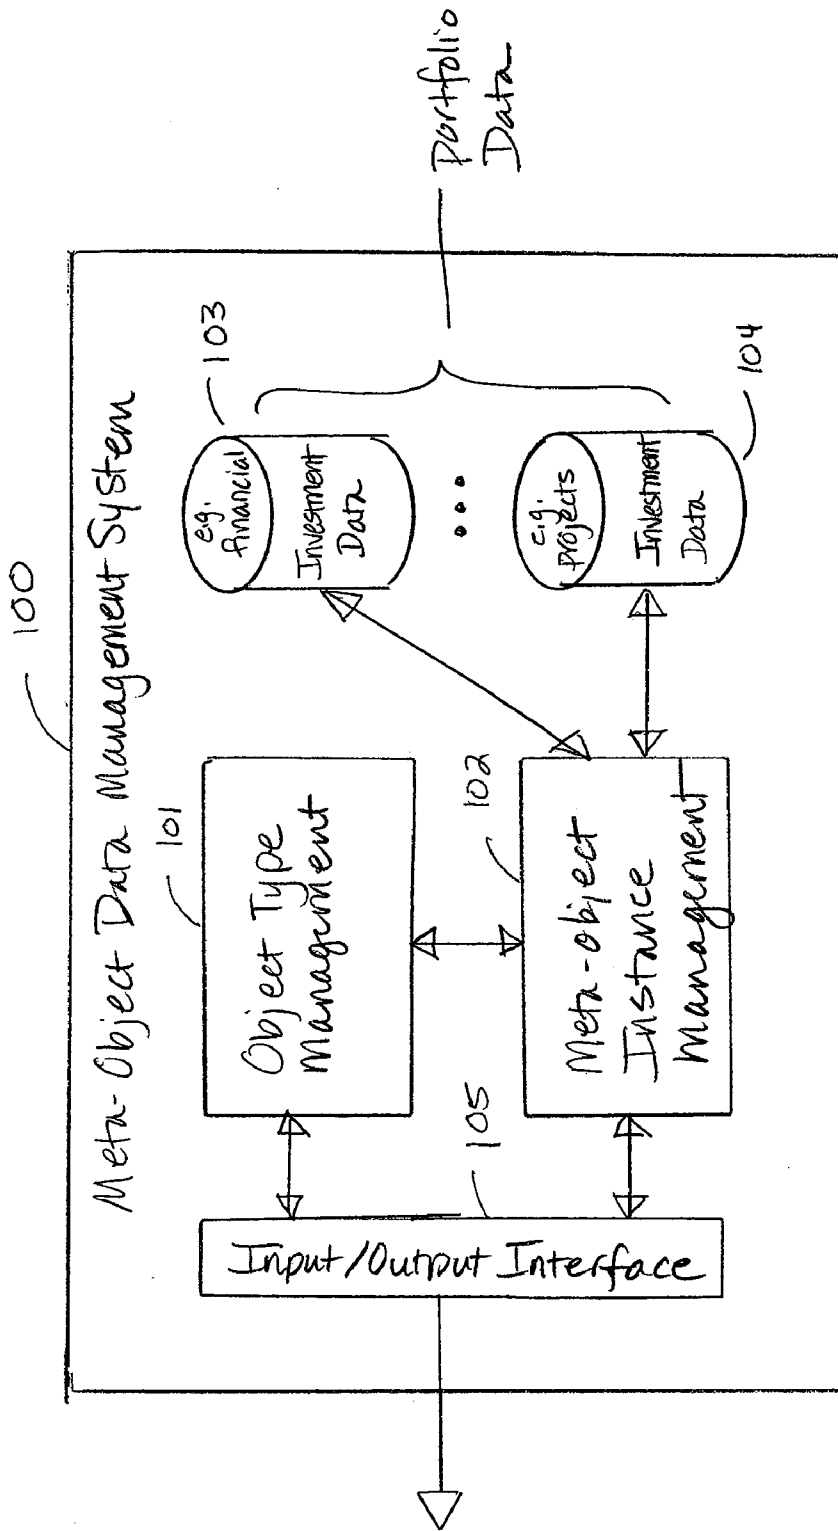 100
Meta-Object Data Management System
101
Object Type
Management
102
Meta-object
Instance
Management
105
Input/Output Interface
103
e.g.
financial
Investment
Data
...
e.g.
projects
Investment
Data
104
portfolio
Data